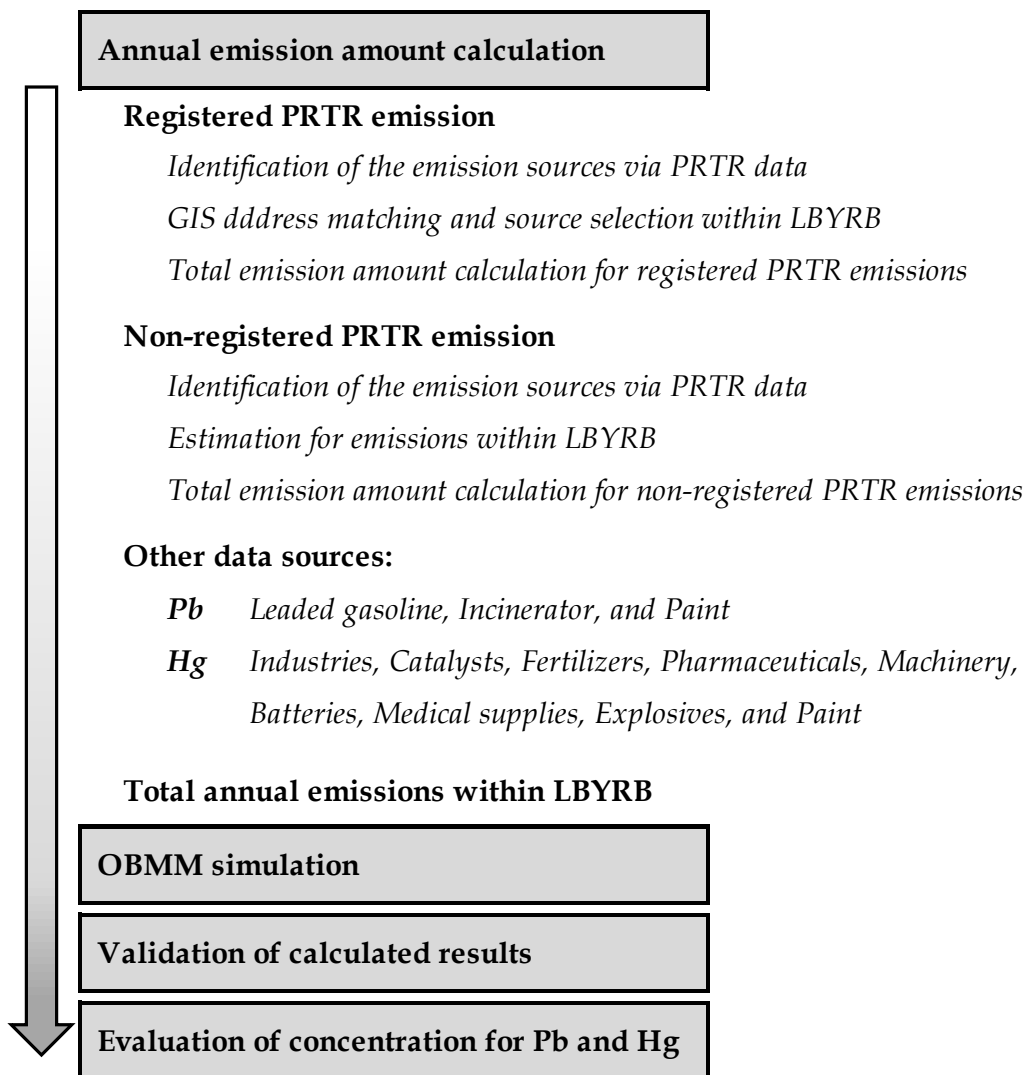 Annual emission amount calculation
Registered PRTR emission
Identification of the emission sources via PRTR data
GIS dddress matching and source selection within LBYRB
Total emission amount calculation for registered PRTR emissions
Non-registered PRTR emission
Identification of the emission sources via PRTR data
Estimation for emissions within LBYRB
Total emission amount calculation for non-registered PRTR emissions
Other data sources:
Pb Leaded gasoline, Incinerator, and Paint
Hg Industries, Catalysts, Fertilizers, Pharmaceuticals, Machinery,
Batteries, Medical supplies, Explosives, and Paint
Total annual emissions within LBYRB
OBMM simulation
Validation of calculated results
Evaluation of concentration for Pb and Hg